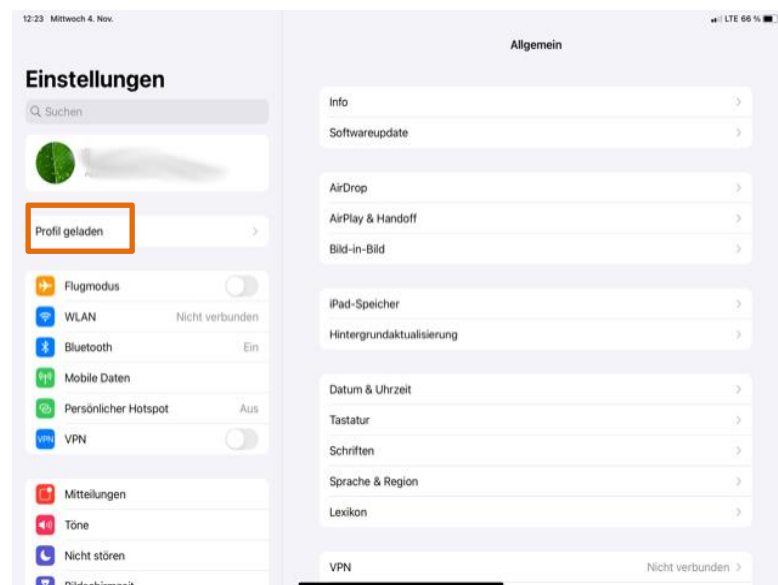 12:23 Mittwoch 4. Nov.
LTE 66 %
Einstellungen
Suchen
Profil geladen
Flugmodus
WLAN Nicht verbunden
Bluetooth Ein
Mobile Daten
Persönlicher Hotspot Aus
VPN VPN
Mitteilungen
Töne
Nicht stören
Bildschirmzeit
Allgemein
Info
Softwareupdate
AirDrop
AirPlay & Handoff
Bild-in-Bild
iPad-Speicher
Hintergrundaktualisierung
Datum & Uhrzeit
Tastatur
Schriften
Sprache & Region
Lexikon
VPN Nicht verbunden